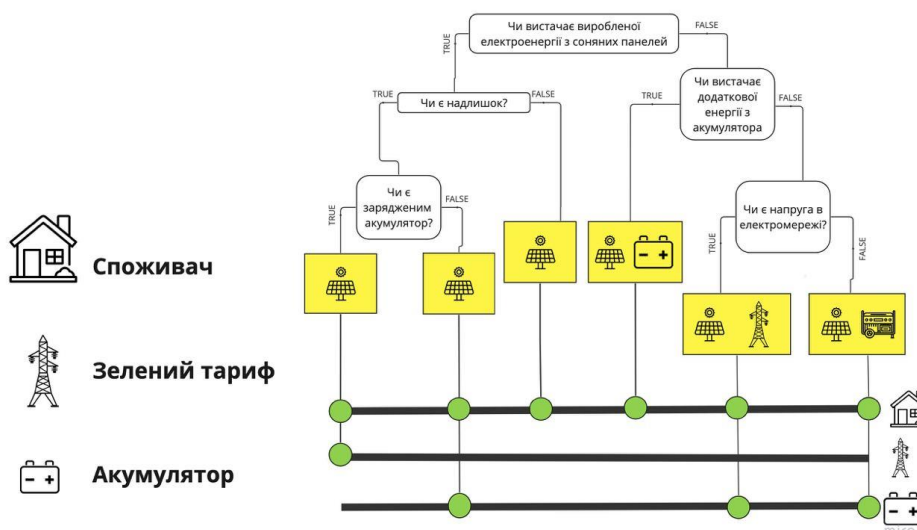 Чи вистачає виробленої
електроенергії з соняних панелей
TRUE
FALSE
Чи є надлишок?
TRUE
FALSE
Чи вистачає
додаткової
енергії з
акумулятора
TRUE
FALSE
Чи є
зарядженим
акумулятор?
TRUE
FALSE
Чи є напруга в
електромережі?
TRUE
FALSE
Споживач
Зелений тариф
Акумулятор
miro